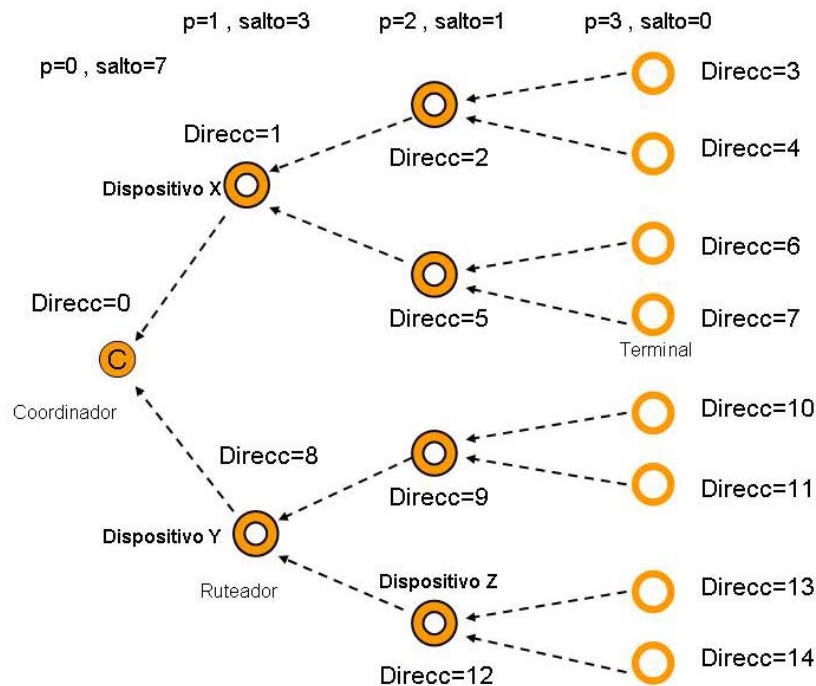 p=1 , salto=3
p=2 , salto=1
p=3 , salto=0
p=0 , salto=7
Direcc=3
Direcc=1
Direcc=2
Direcc=4
Dispositivo X
Direcc=6
Direcc=0
Direcc=5
Direcc=7
Terminal
C
Coordinador
Direcc=10
Direcc=8
Direcc=9
Direcc=11
Dispositivo Y
Ruteador
Dispositivo Z
Direcc=13
Direcc=12
Direcc=14